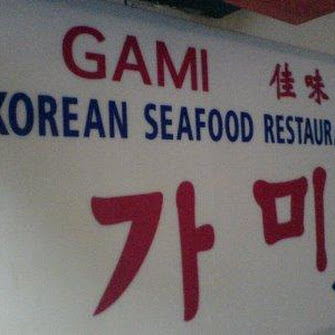 GAMI 佳味
KOREAN SEAFOOD RESTAURA
가미